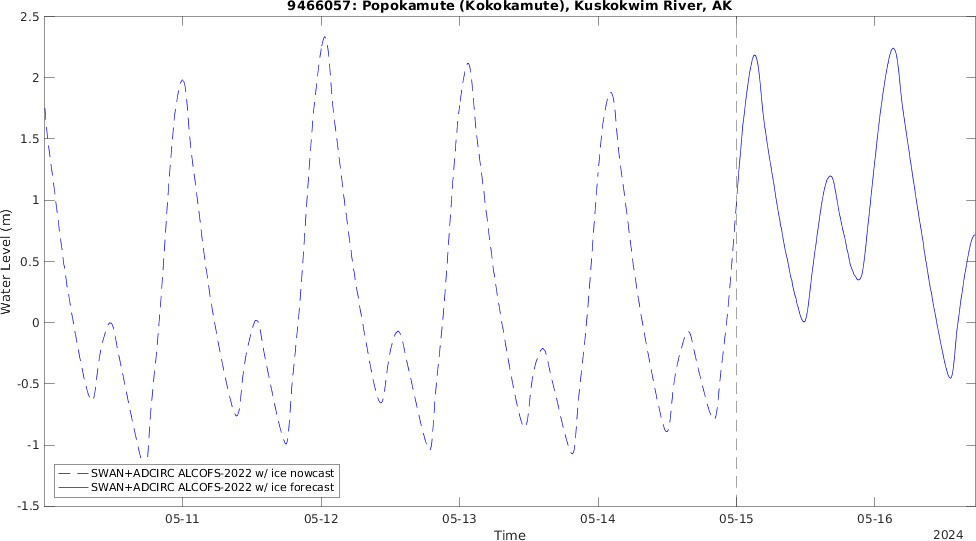 9466057: Popokamute (Kokokamute), Kuskokwim River, AK
2.5
2
1.5
1
0.5
0
-0.5
-1
-1.5
Water Level (m)
SWAN+ADCIRC ALCOFS-2022 w/ ice nowcast
SWAN+ADCIRC ALCOFS-2022 w/ ice forecast
05-11 05-12 05-13 05-14 05-15 05-16
Time
2024